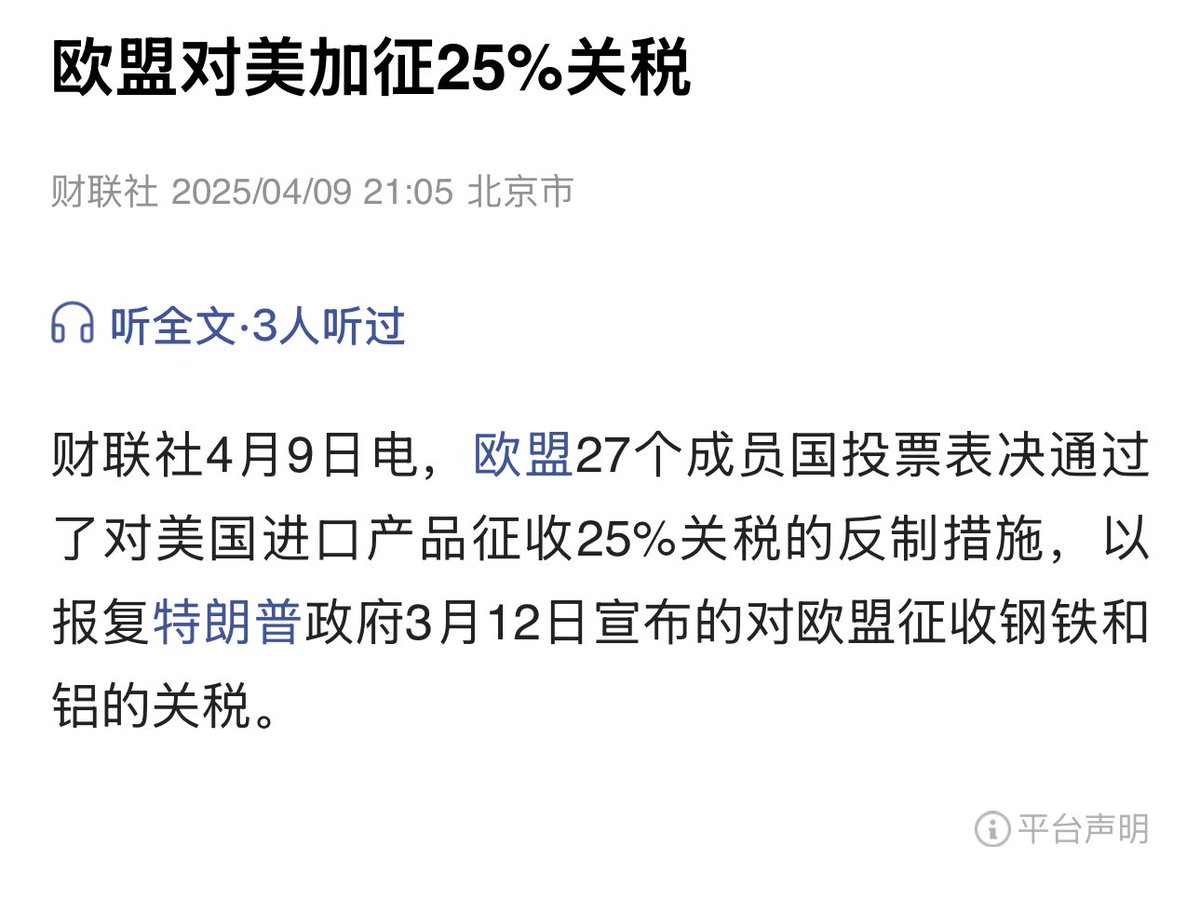 欧盟对美加征25%关税
财联社 2025/04/09 21:05 北京市
听全文·3人听过
财联社4月9日电，欧盟27个成员国投票表决通过
了对美国进口产品征收25%关税的反制措施，以
报复特朗普政府3月12日宣布的对欧盟征收钢铁和
铝的关税。
平台声明